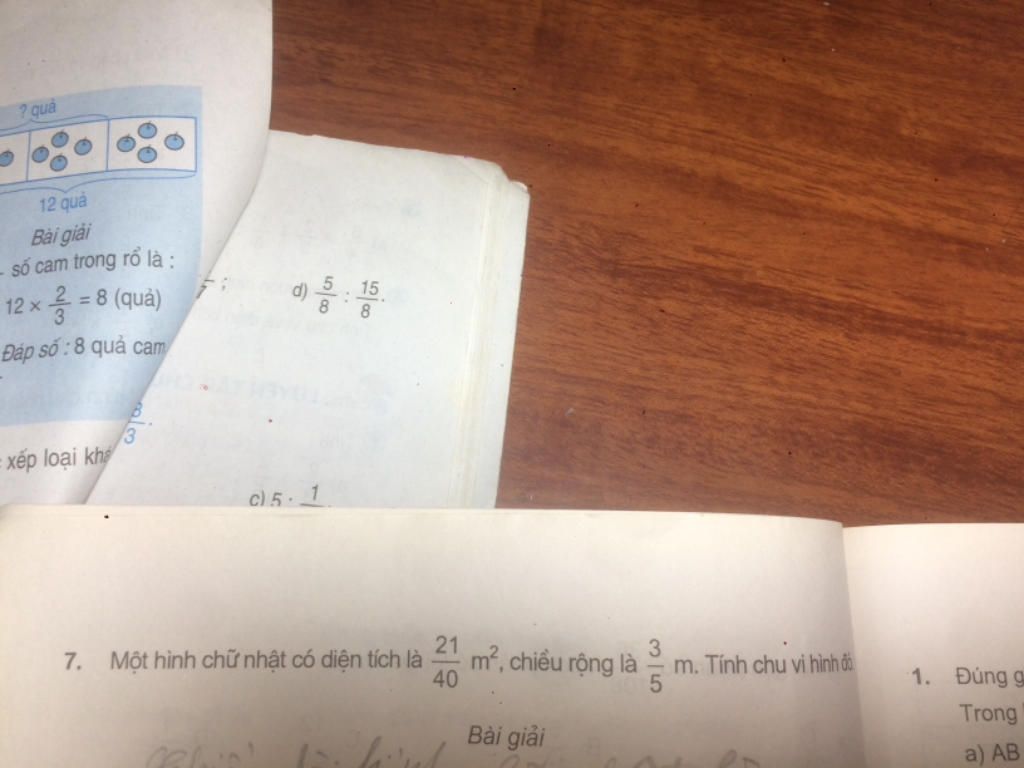 ? quả
12 quả
Bài giải
số cam trong rổ là :
12 × 2/3 = 8 (quả)
Đáp số : 8 quả cam
3
xếp loại
d) 5/8 : 15/8.
c) 5 : 1
7. Một hình chữ nhật có diện tích là 21/40 m², chiều rộng là 3/5 m. Tính chu vi hình đó
Bài giải
1. Đúng
Trong
a) AB